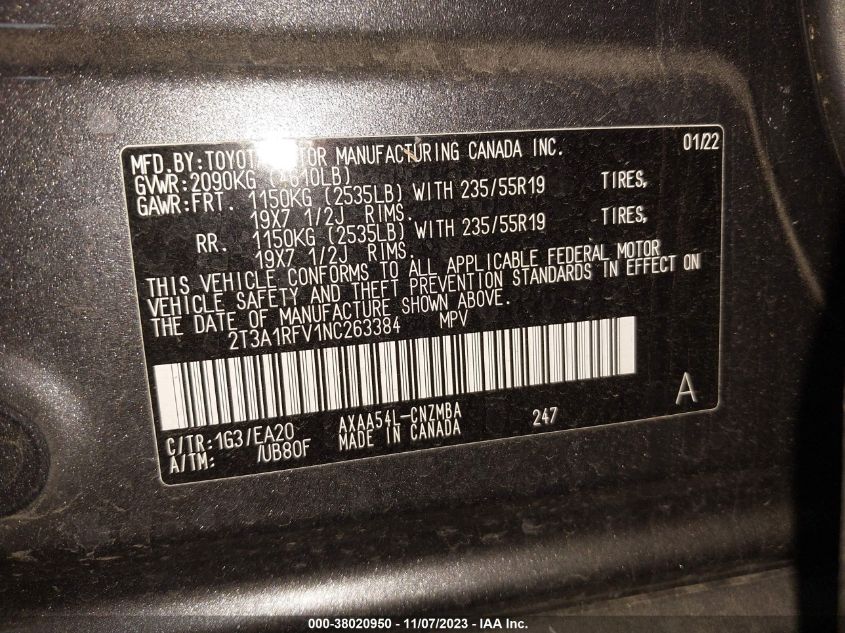 MFD. BY: TOYOTA MOTOR MANUFACTURING CANADA INC. 01/22
GVWR: 2090KG (4610LB)
GAWR: FRT. 1150KG (2535LB) WITH 235/55R19 TIRES,
19X7 1/2J RIMS.
RR. 1150KG (2535LB) WITH 235/55R19 TIRES,
19X7 1/2J RIMS.
THIS VEHICLE CONFORMS TO ALL APPLICABLE FEDERAL MOTOR
VEHICLE SAFETY AND THEFT PREVENTION STANDARDS IN EFFECT ON
THE DATE OF MANUFACTURE SHOWN ABOVE.
2T3A1RFV1NC263384 MPV
A
C/TR: 1G3/EA20 AXAA54L-CNZMBA 247
A/TM: /UB80F MADE IN CANADA
000-38020950 - 11/07/2023 - IAA Inc.